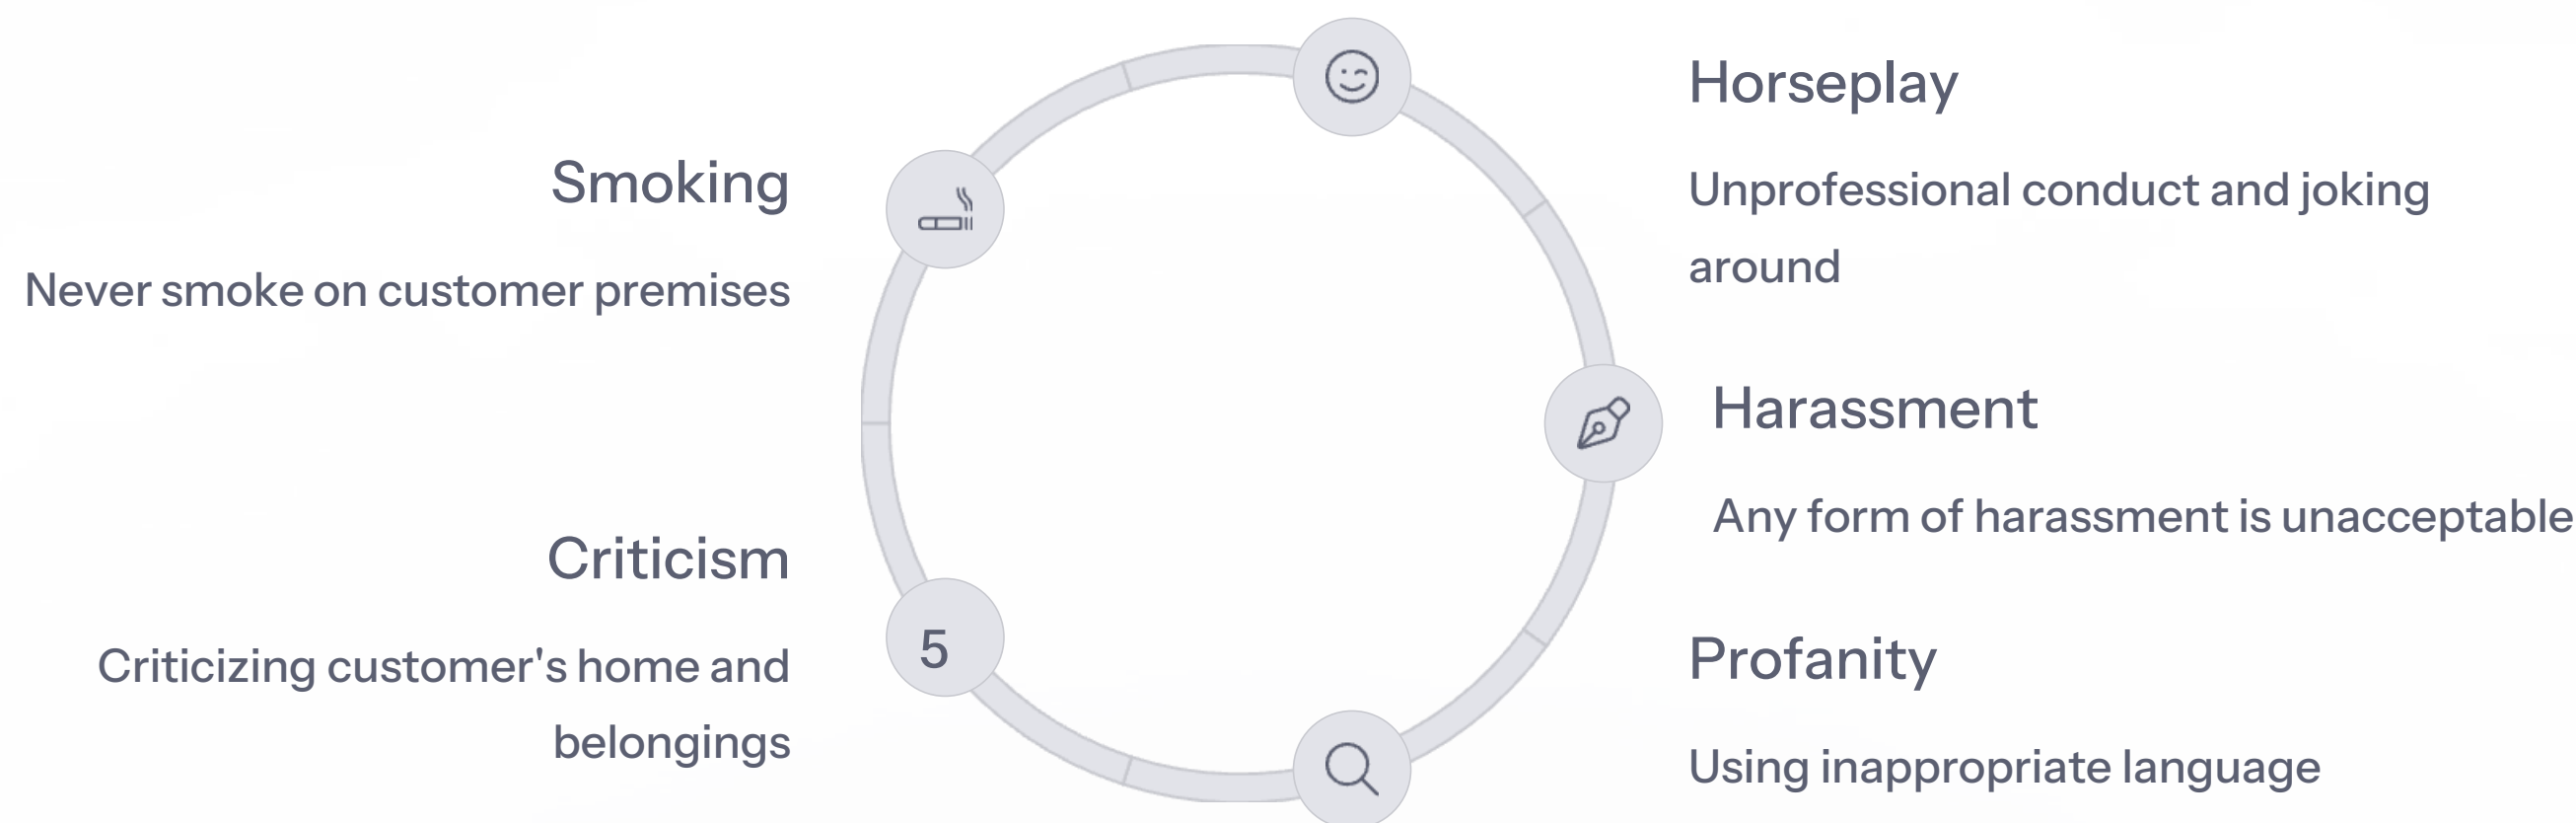 Horseplay
Unprofessional conduct and joking
around
Smoking
Never smoke on customer premises
Harassment
Any form of harassment is unacceptable
Criticism
Criticizing customer's home and
belongings
5
Profanity
Using inappropriate language